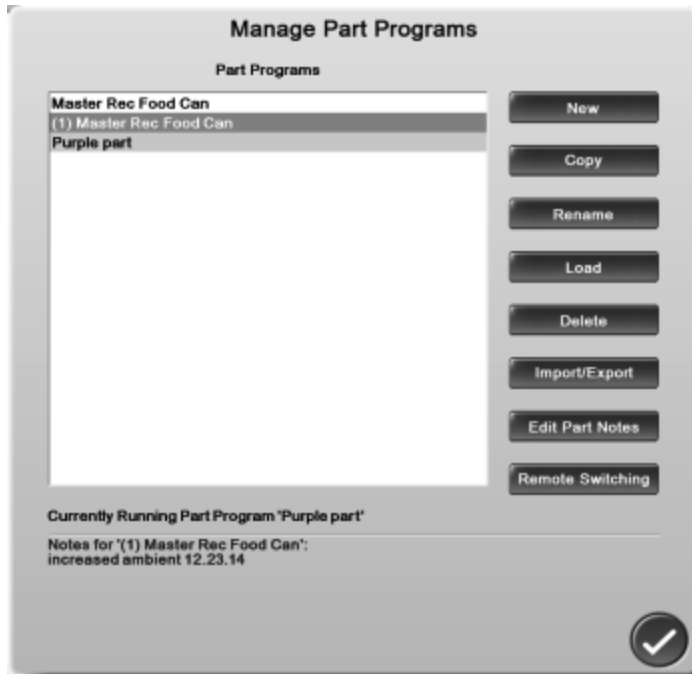 Manage Part Programs
Part Programs
Master Rec Food Can
(1) Master Rec Food Can
Purple part
New
Copy
Rename
Load
Delete
Import/Export
Edit Part Notes
Remote Switching
Currently Running Part Program 'Purple part'
Notes for '(1) Master Rec Food Can':
increased ambient 12.23.14